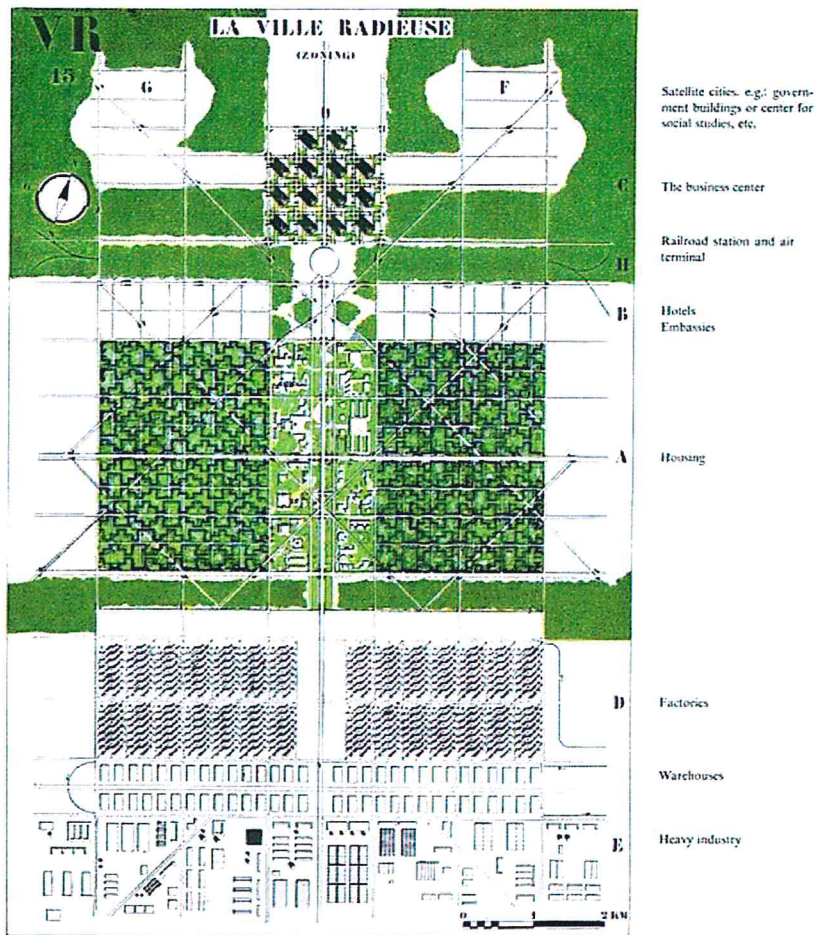 VR
LA VILLE RADIEUSE
(ZONING)
15
G
F
Satellite cities. e.g.: govern-
ment buildings or center for
social studies, etc.
C
The business center
H
Railroad station and air
terminal
B
Hotels
Embassies
A
Housing
D
Factories
Warehouses
E
Heavy industry
0 1 2 KM